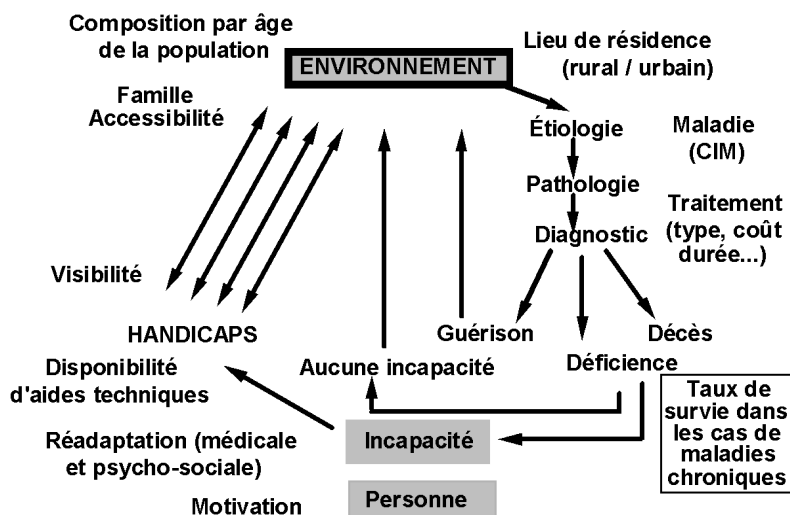 Composition par âge
de la population
ENVIRONNEMENT
Lieu de résidence
(rural / urbain)
Famille
Accessibilité
Étiologie
Maladie
(CIM)
Pathologie
Traitement
(type, coût
durée...)
Diagnostic
Visibilité
HANDICAPS
Guérison
Décès
Disponibilité
d'aides techniques
Aucune incapacité
Déficience
Taux de
survie dans
les cas de
maladies
chroniques
Réadaptation (médicale
et psycho-sociale)
Incapacité
Motivation
Personne